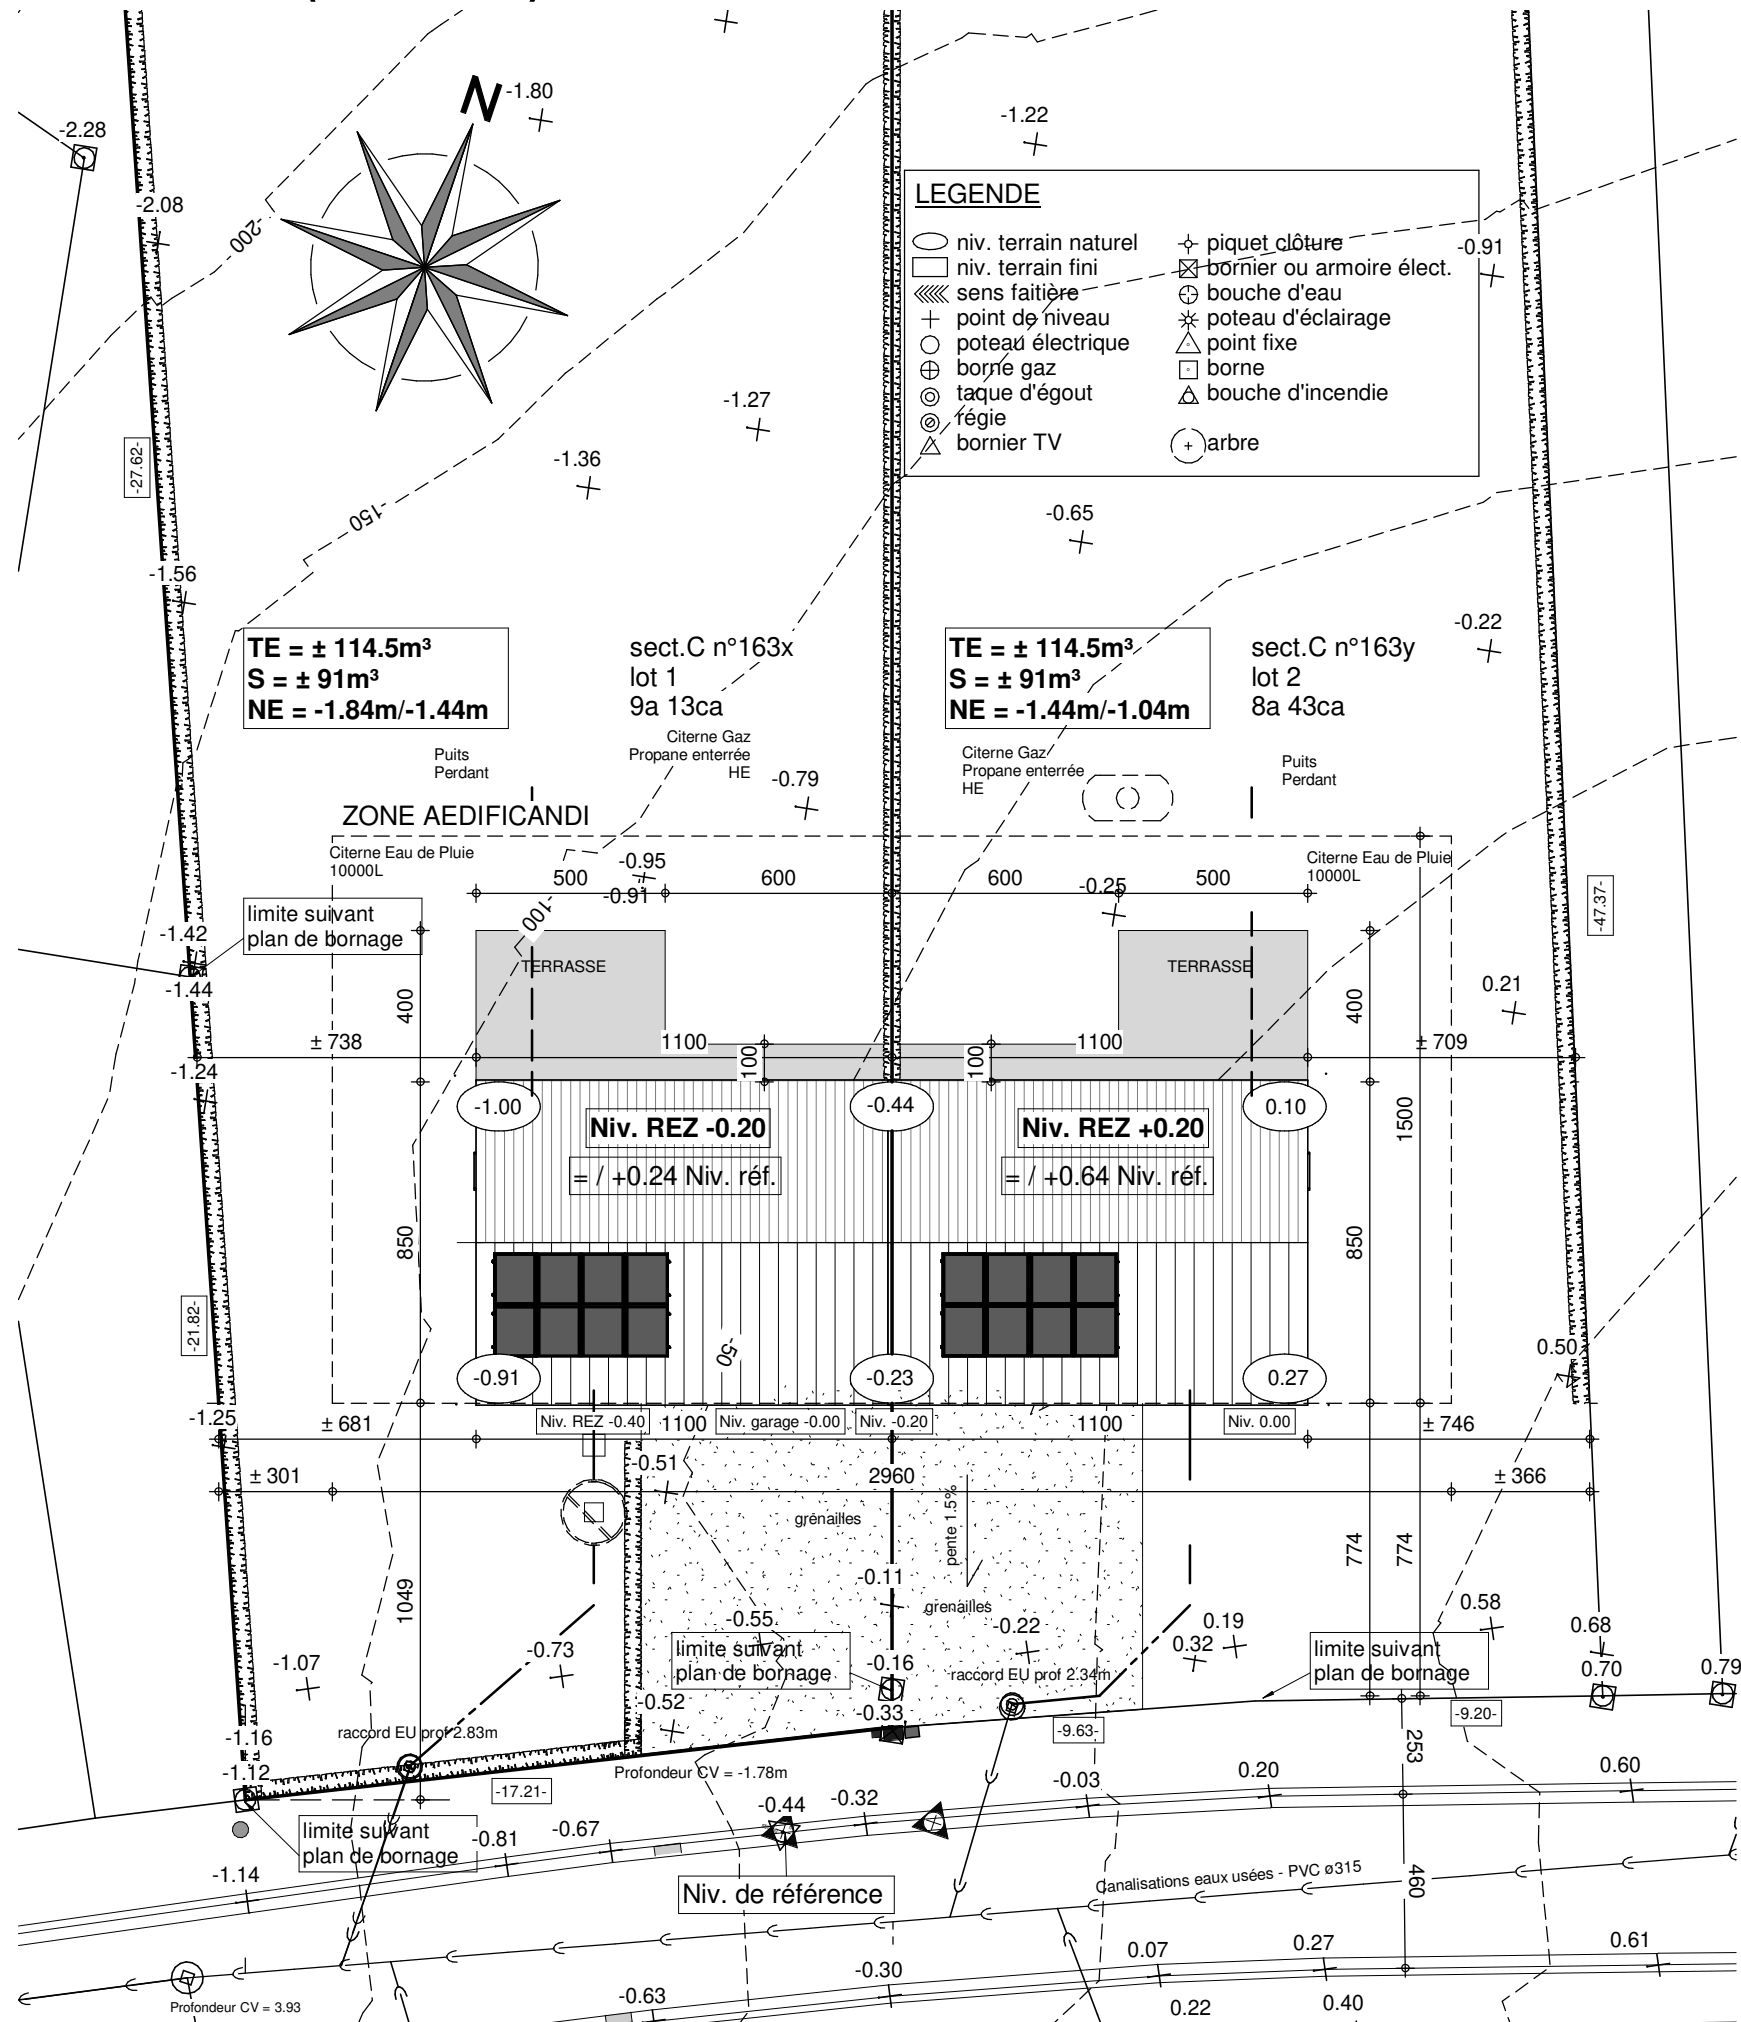 N
-1.80
-2.28
-1.22
-2.08
-200
LEGENDE
niv. terrain naturel
niv. terrain fini
sens faitière
point de niveau
poteau électrique
borne gaz
taque d'égout
régie
bornier TV
piquet clôture
bornier ou armoire élect.
bouche d'eau
poteau d'éclairage
point fixe
borne
bouche d'incendie
arbre
-0.91
-1.27
-1.36
-27.62-
-150
-0.65
-1.56
-0.22
TE = ± 114.5m³
S = ± 91m³
NE = -1.84m/-1.44m
sect.C n°163x
lot 1
9a 13ca
TE = ± 114.5m³
S = ± 91m³
NE = -1.44m/-1.04m
sect.C n°163y
lot 2
8a 43ca
Puits
Perdant
Citerne Gaz
Propane enterrée
HE
-0.79
Citerne Gaz
Propane enterrée
HE
Puits
Perdant
ZONE AEDIFICANDI
Citerne Eau de Pluie
10000L
-0.95
-0.91
500
600
600
-0.25
500
Citerne Eau de Pluie
10000L
-100
limite suivant
plan de bornage
-1.42
-1.44
-47.37-
TERRASSE
TERRASSE
400
400
0.21
± 738
1100
100
100
1100
± 709
-1.24
-1.00
-0.44
0.10
Niv. REZ -0.20
= / +0.24 Niv. réf.
Niv. REZ +0.20
= / +0.64 Niv. réf.
1500
850
850
-21.82-
-50
0.50
-0.91
-0.23
0.27
-1.25
± 681
Niv. REZ -0.40
1100
Niv. garage -0.00
Niv. -0.20
1100
Niv. 0.00
± 746
± 301
-0.51
2960
± 366
grenailles
pente 1.5%
774
774
1049
-0.11
grenailles
-0.55
-0.22
0.19
0.32
0.58
0.68
limite suivant
plan de bornage
-0.16
limite suivant
plan de bornage
-1.07
-0.73
raccord EU prof 2.34m
0.70
0.79
-0.52
-0.33
-9.63-
-9.20-
-1.16
raccord EU prof 2.83m
-1.12
Profondeur CV = -1.78m
-17.21-
253
-0.03
0.20
0.60
-0.44
-0.32
limite suivant
plan de bornage
-0.81
-0.67
-1.14
Niv. de référence
Canalisations eaux usées - PVC ø315
460
-0.30
0.07
0.27
0.61
Profondeur CV = 3.93
-0.63
0.22
0.40